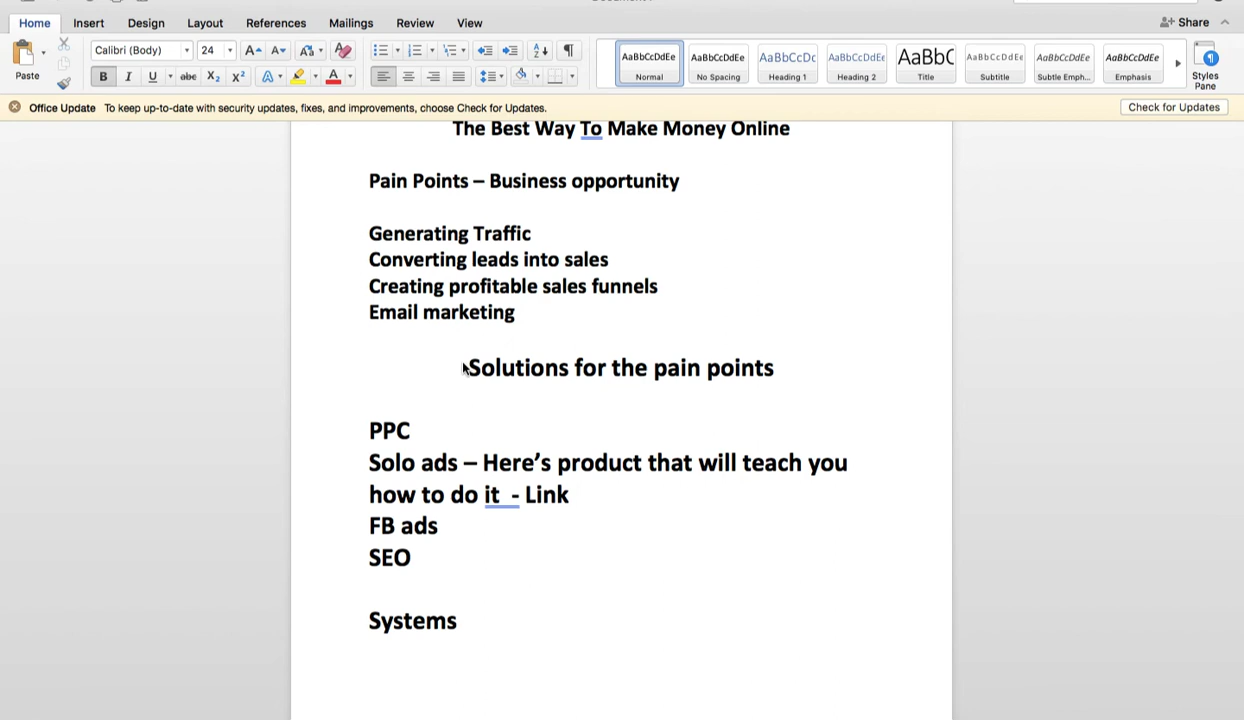 Home Insert Design Layout References Mailings Review View Share
Paste Calibri (Body) 24 AaBbCcDdEe AaBbCcDdEe AaBbCcDc AaBbCcDdEe AaBbC AaBbCcDdEe AaBbCcDdEe AaBbCcDdEe
B I U abc X2 X2 A A Normal No Spacing Heading 1 Heading 2 Title Subtitle Subtle Emph... Emphasis Styles Pane
Office Update To keep up-to-date with security updates, fixes, and improvements, choose Check for Updates. Check for Updates
The Best Way To Make Money Online
Pain Points – Business opportunity
Generating Traffic
Converting leads into sales
Creating profitable sales funnels
Email marketing
Solutions for the pain points
PPC
Solo ads – Here’s product that will teach you
how to do it - Link
FB ads
SEO
Systems